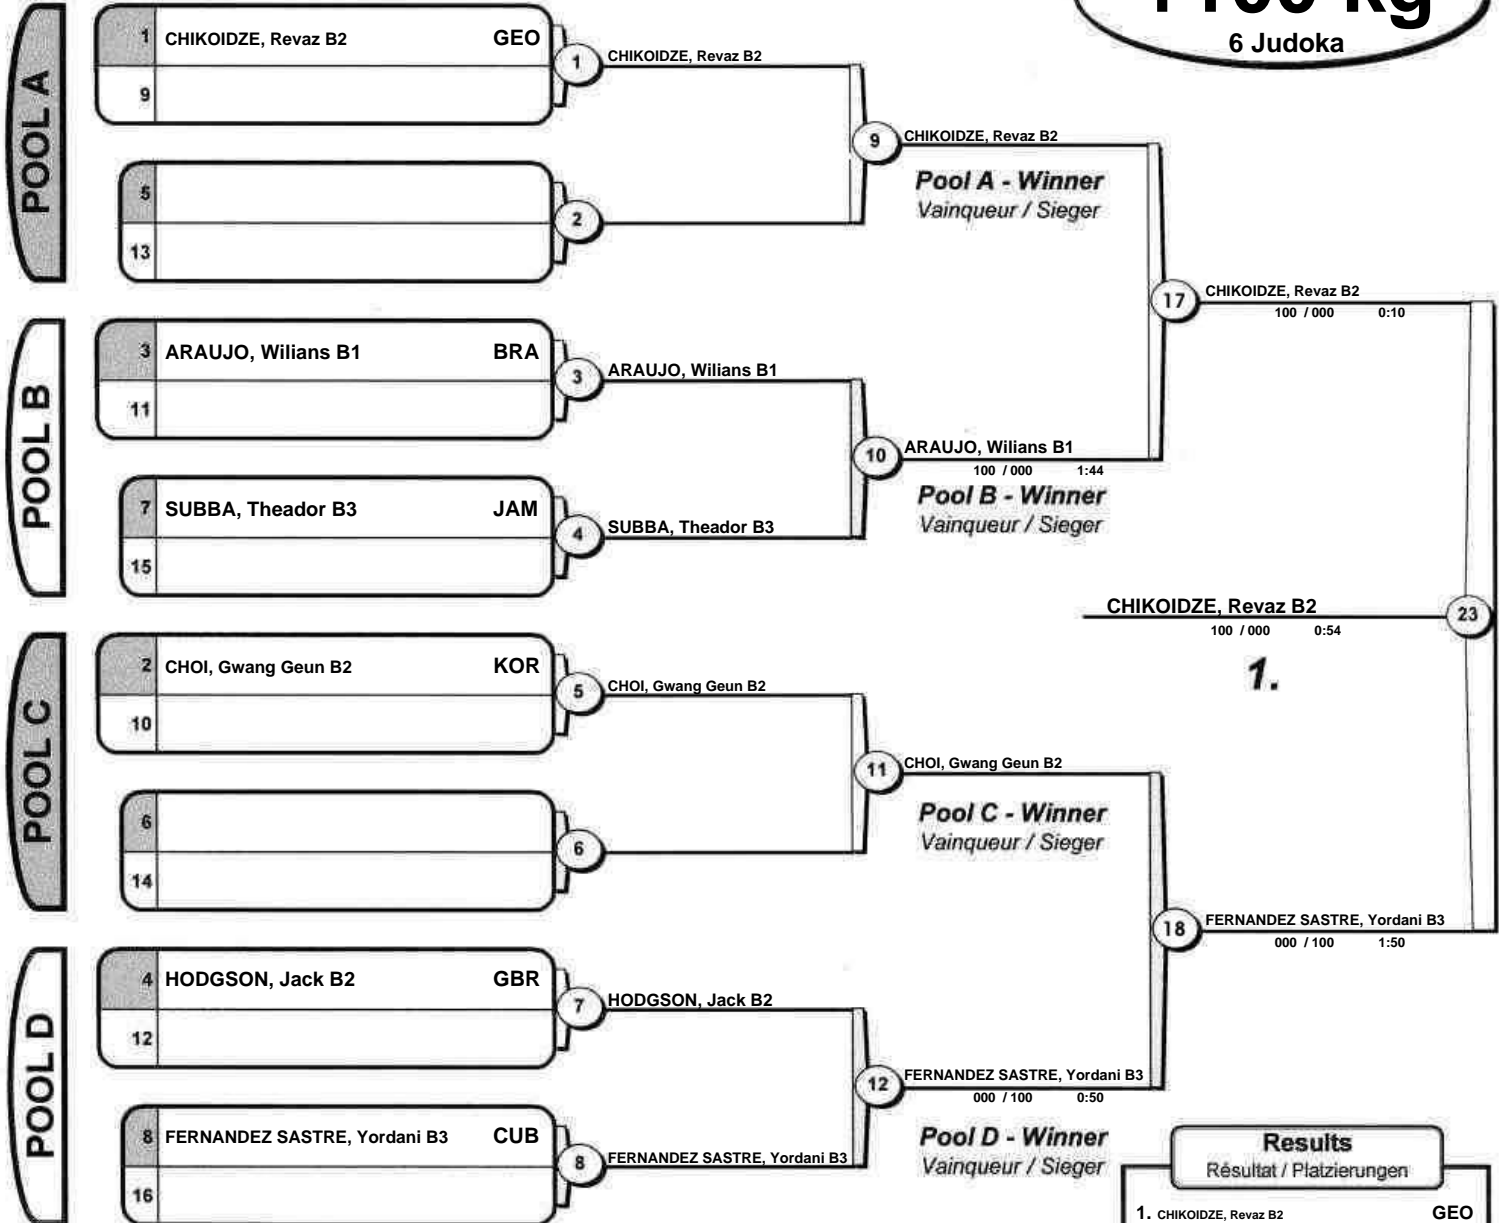 6 Judoka
POOL A
1 CHIKOIDZE, Revaz B2 GEO
9
1 CHIKOIDZE, Revaz B2
5
13
2
9 CHIKOIDZE, Revaz B2
Pool A - Winner
Vainqueur / Sieger
POOL B
3 ARAUJO, Wilians B1 BRA
11
3 ARAUJO, Wilians B1
7 SUBBA, Theador B3 JAM
15
4 SUBBA, Theador B3
10 ARAUJO, Wilians B1
100 / 000 1:44
Pool B - Winner
Vainqueur / Sieger
17 CHIKOIDZE, Revaz B2
100 / 000 0:10
CHIKOIDZE, Revaz B2 23
100 / 000 0:54
1.
POOL C
2 CHOI, Gwang Geun B2 KOR
10
5 CHOI, Gwang Geun B2
6
14
6
11 CHOI, Gwang Geun B2
Pool C - Winner
Vainqueur / Sieger
18 FERNANDEZ SASTRE, Yordani B3
000 / 100 1:50
POOL D
4 HODGSON, Jack B2 GBR
12
7 HODGSON, Jack B2
8 FERNANDEZ SASTRE, Yordani B3 CUB
16
8 FERNANDEZ SASTRE, Yordani B3
12 FERNANDEZ SASTRE, Yordani B3
000 / 100 0:50
Pool D - Winner
Vainqueur / Sieger
Results
Résultat / Platzierungen
1. CHIKOIDZE, Revaz B2 GEO